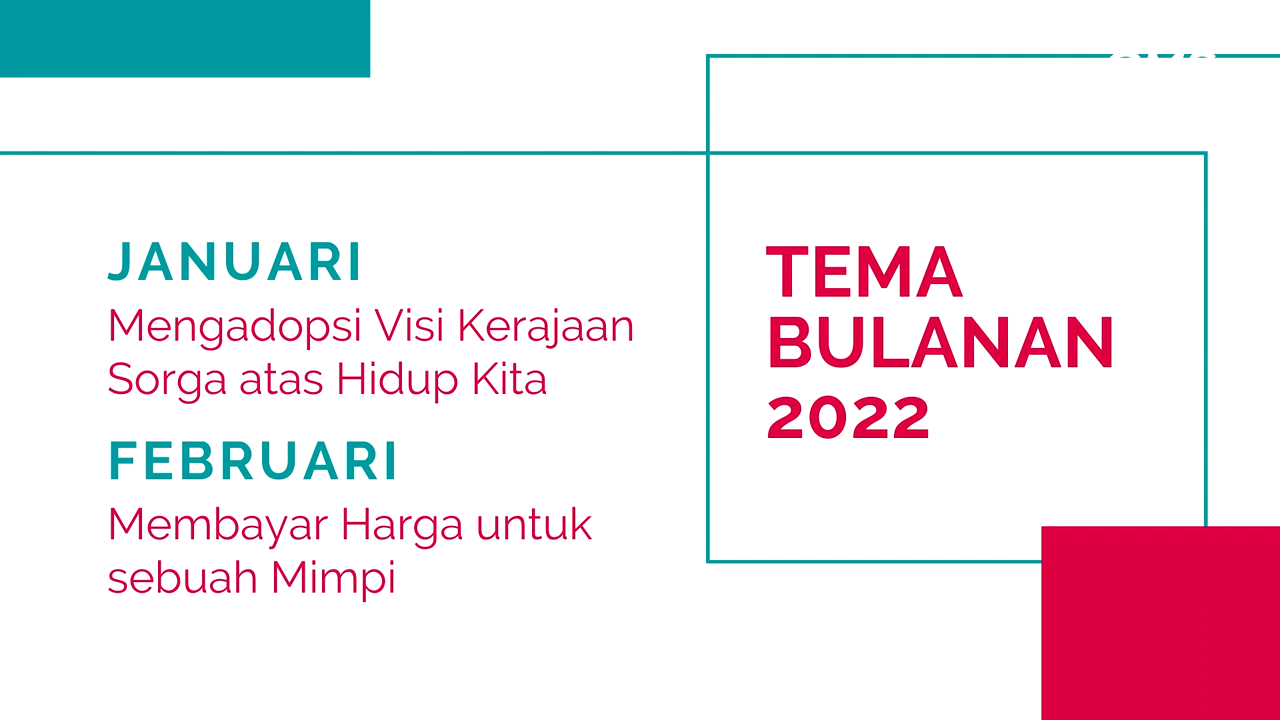 JANUARI
Mengadopsi Visi Kerajaan
Sorga atas Hidup Kita
FEBRUARI
Membayar Harga untuk
sebuah Mimpi
TEMA
BULANAN
2022